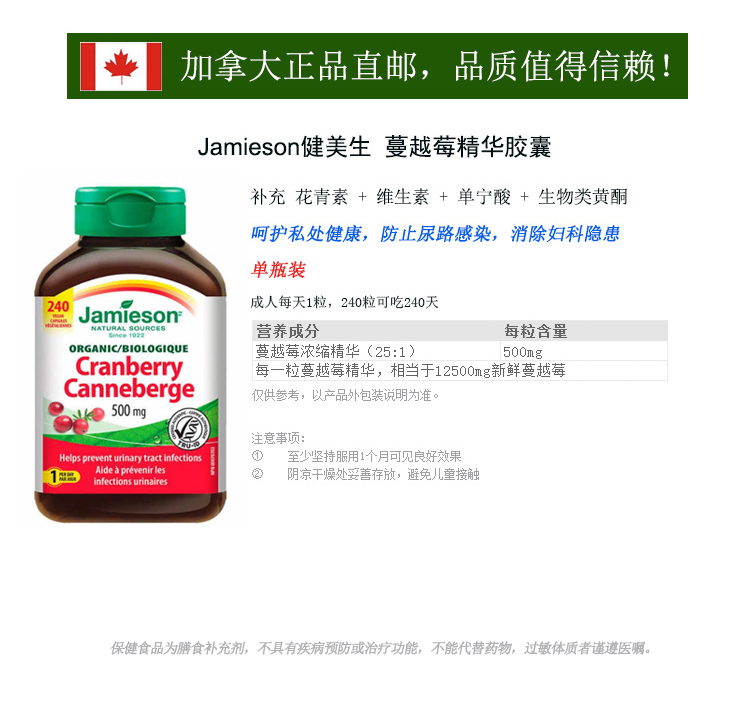 加拿大正品直邮，品质值得信赖！
Jamieson健美生 蔓越莓精华胶囊
补充 花青素 + 维生素 + 单宁酸 + 生物类黄酮
呵护私处健康，防止尿路感染，消除妇科隐患
单瓶装
成人每天1粒，240粒可吃240天
营养成分 每粒含量
蔓越莓浓缩精华（25:1） 500mg
每一粒蔓越莓精华，相当于12500mg新鲜蔓越莓
仅供参考，以产品外包装说明为准。
注意事项：
① 至少坚持服用1个月可见良好效果
② 阴凉干燥处妥善存放，避免儿童接触
240
VEGAN
CAPSULES
VÉGÉTALIENNES
Jamieson
NATURAL SOURCES
Since 1922
ORGANIC/BIOLOGIQUE
Cranberry
Canneberge
500 mg
TRU-ID
Helps prevent urinary tract infections
Aide à prévenir les
infections urinaires
1 PER DAY
PAR JOUR
保健食品为膳食补充剂，不具有疾病预防或治疗功能，不能代替药物，过敏体质者谨遵医嘱。